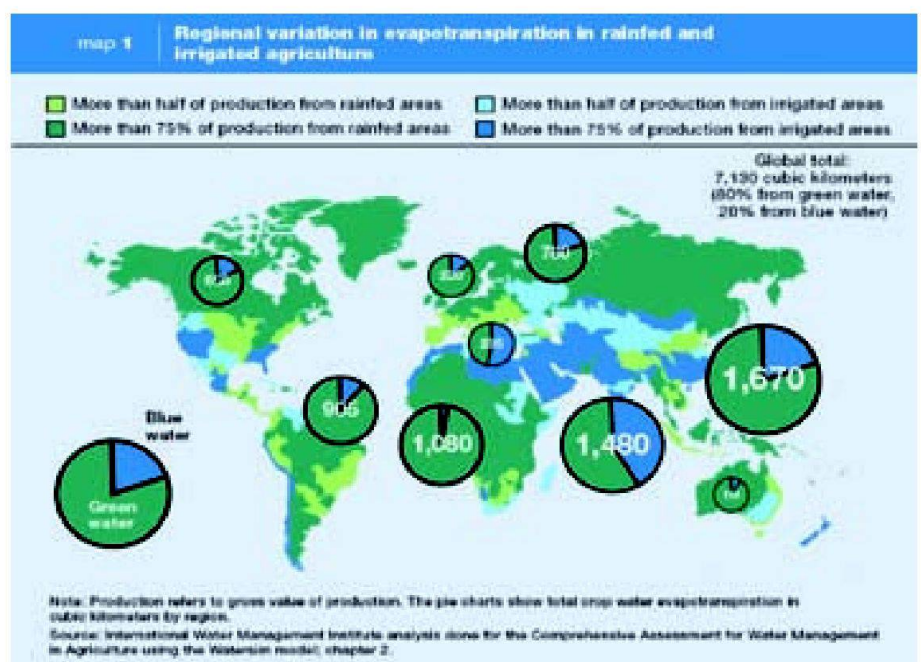 map 1
Regional variation in evapotranspiration in rainfed and
irrigated agriculture
More than half of production from rainfed areas
More than half of production from irrigated areas
More than 75% of production from rainfed areas
More than 75% of production from irrigated areas
Global total:
7,130 cubic kilometers
(80% from green water,
20% from blue water)
1,670
905
Blue
water
1,080
1,480
Green
water
Note: Production refers to gross value of production. The pie charts show total crop water evapotranspiration in
cubic kilometers by region.
Source: International Water Management Institute analysis done for the Comprehensive Assessment for Water Management
in Agriculture using the Watersim model; chapter 2.